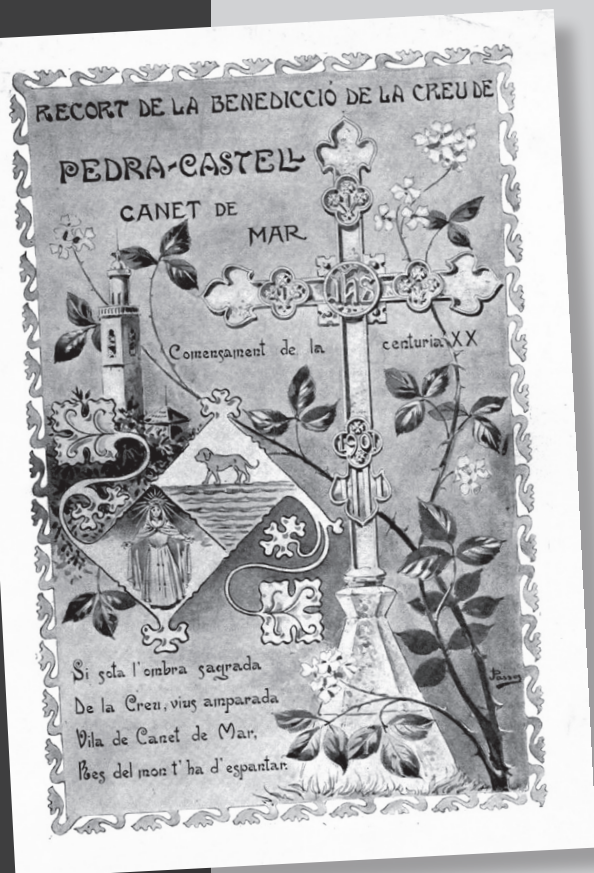 RECORT DE LA BENEDICCIÓ DE LA CREU DE
PEDRA-CASTELL
CANET DE
MAR
IHS
Començament de la centuria XX
Si sota l'ombra sagrada
De la Creu, vius amparada
Vila de Canet de Mar,
Res del mon t'ha d'espantar.